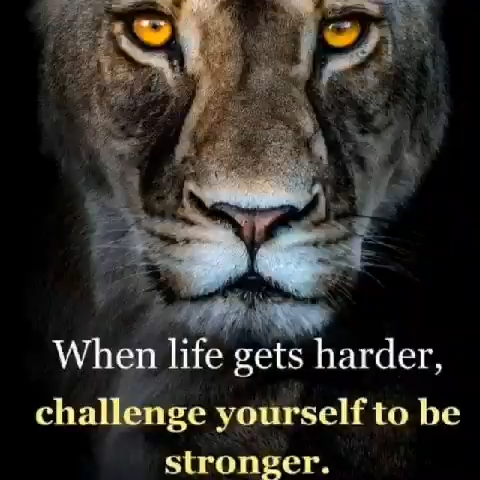 When life gets harder,
challenge yourself to be
stronger.